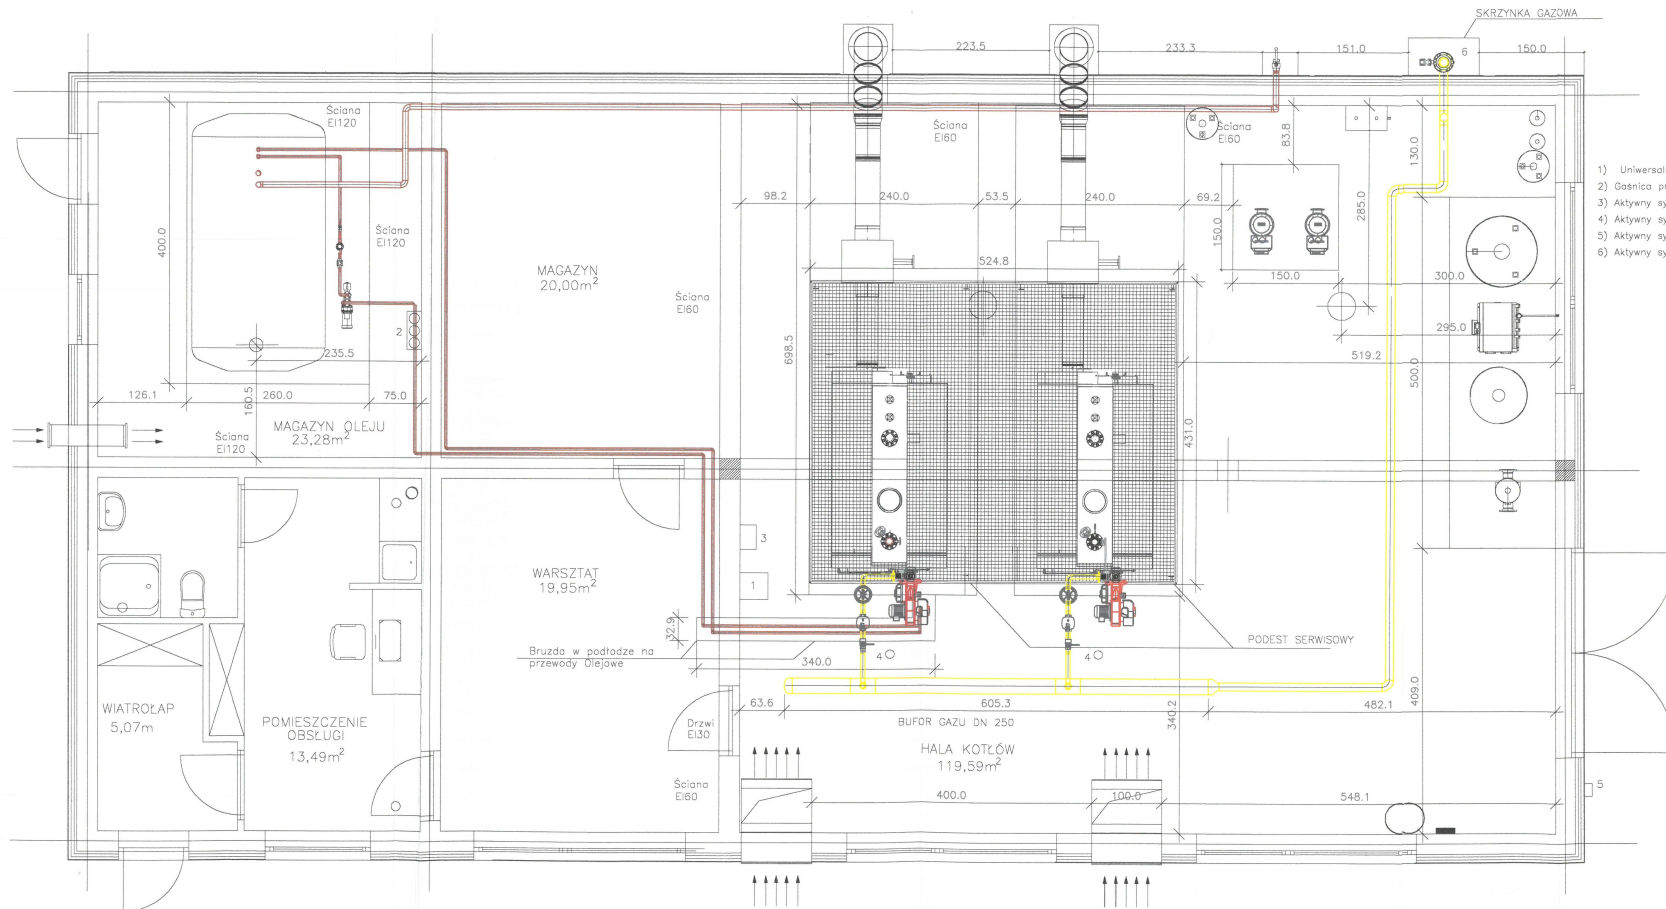 SKRZYNKA GAZOWA
223.5
233.3
151.0
6
150.0
Ściana
EI120
Ściana
EI60
Ściana
EI60
83.8
130.0
1) Uniwersal
2) Gaśnica pr
3) Aktywny sy
4) Aktywny sy
5) Aktywny sy
6) Aktywny sy
98.2
240.0
53.5
240.0
69.2
285.0
150.0
400.0
Ściana
EI120
MAGAZYN
20,00m²
524.8
150.0
300.0
Ściana
EI60
2
295.0
235.5
698.5
519.2
500.0
126.1
260.0
75.0
160.5
MAGAZYN OLEJU
23,28m²
Ściana
EI120
431.0
3
WARSZTAT
19,95m²
1
32.9
Bruzda w podłodze na
przewody Olejowe
340.0
4
4
PODEST SERWISOWY
WIATROŁAP
5,07m
POMIESZCZENIE
OBSŁUGI
13,49m²
Drzwi
EI30
63.6
605.3
340.2
482.1
409.0
BUFOR GAZU DN 250
HALA KOTŁÓW
119,59m²
Ściana
EI60
400.0
100.0
548.1
5